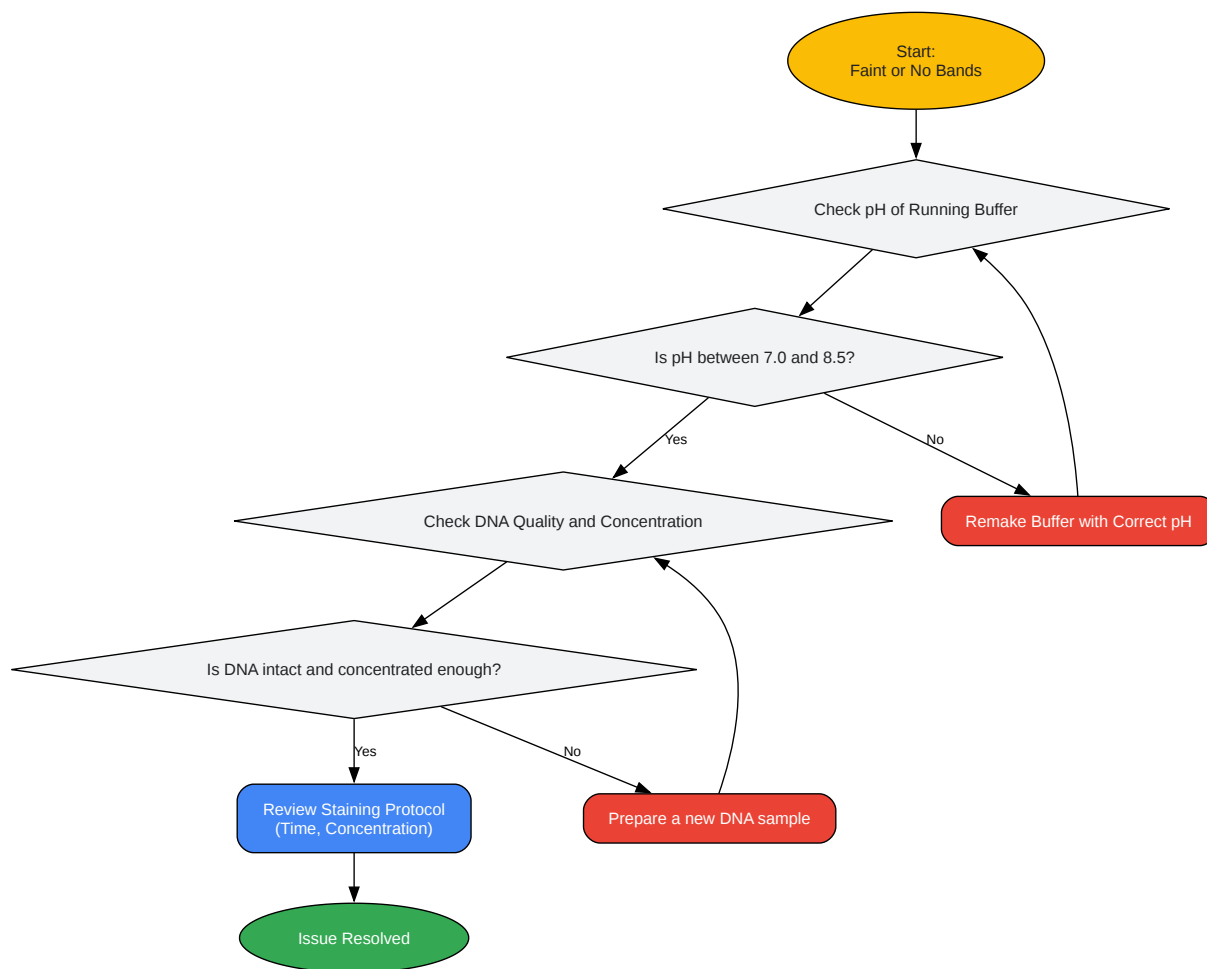 Start:
Faint or No Bands
Check pH of Running Buffer
Is pH between 7.0 and 8.5?
Yes
No
Check DNA Quality and Concentration
Remake Buffer with Correct pH
Is DNA intact and concentrated enough?
Yes
No
Review Staining Protocol
(Time, Concentration)
Prepare a new DNA sample
Issue Resolved